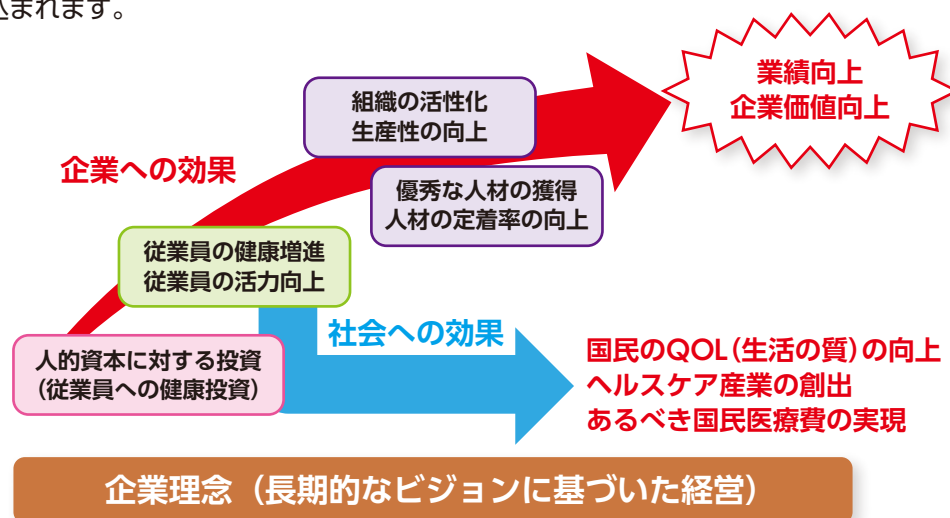 込まれます。
業績向上
企業価値向上
組織の活性化
生産性の向上
企業への効果
優秀な人材の獲得
人材の定着率の向上
従業員の健康増進
従業員の活力向上
社会への効果
人的資本に対する投資
（従業員への健康投資）
国民のQOL（生活の質）の向上
ヘルスケア産業の創出
あるべき国民医療費の実現
企業理念（長期的なビジョンに基づいた経営）